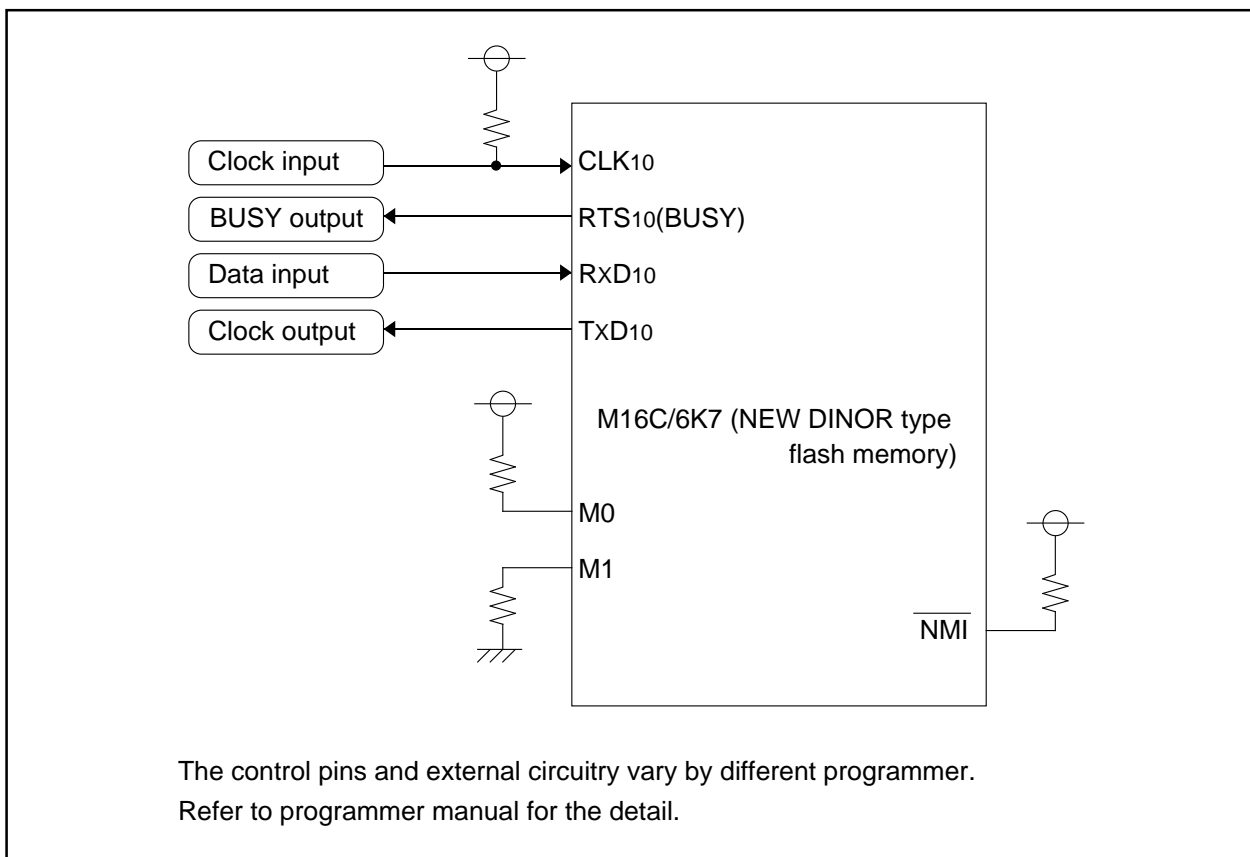 Clock input
CLK10
BUSY output
RTS10(BUSY)
Data input
RXD10
Clock output
TXD10
M16C/6K7 (NEW DINOR type
flash memory)
M0
M1
NMI
The control pins and external circuitry vary by different programmer.
Refer to programmer manual for the detail.